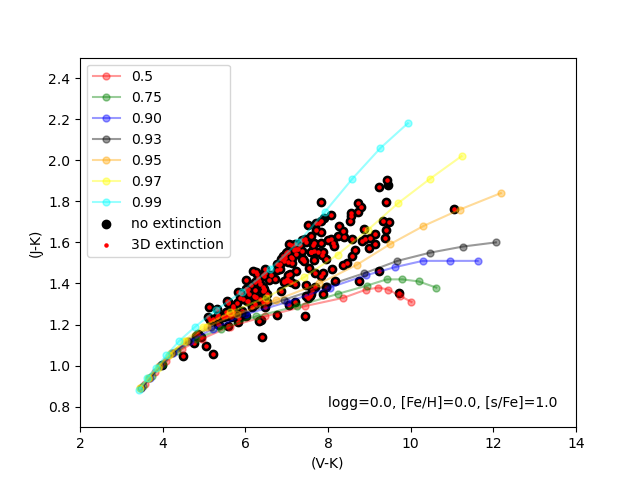 2.4
2.2
2.0
1.8
1.6
1.4
1.2
1.0
0.8
(J-K)
0.5
0.75
0.90
0.93
0.95
0.97
0.99
no extinction
3D extinction
logg=0.0, [Fe/H]=0.0, [s/Fe]=1.0
2 4 6 8 10 12 14
(V-K)